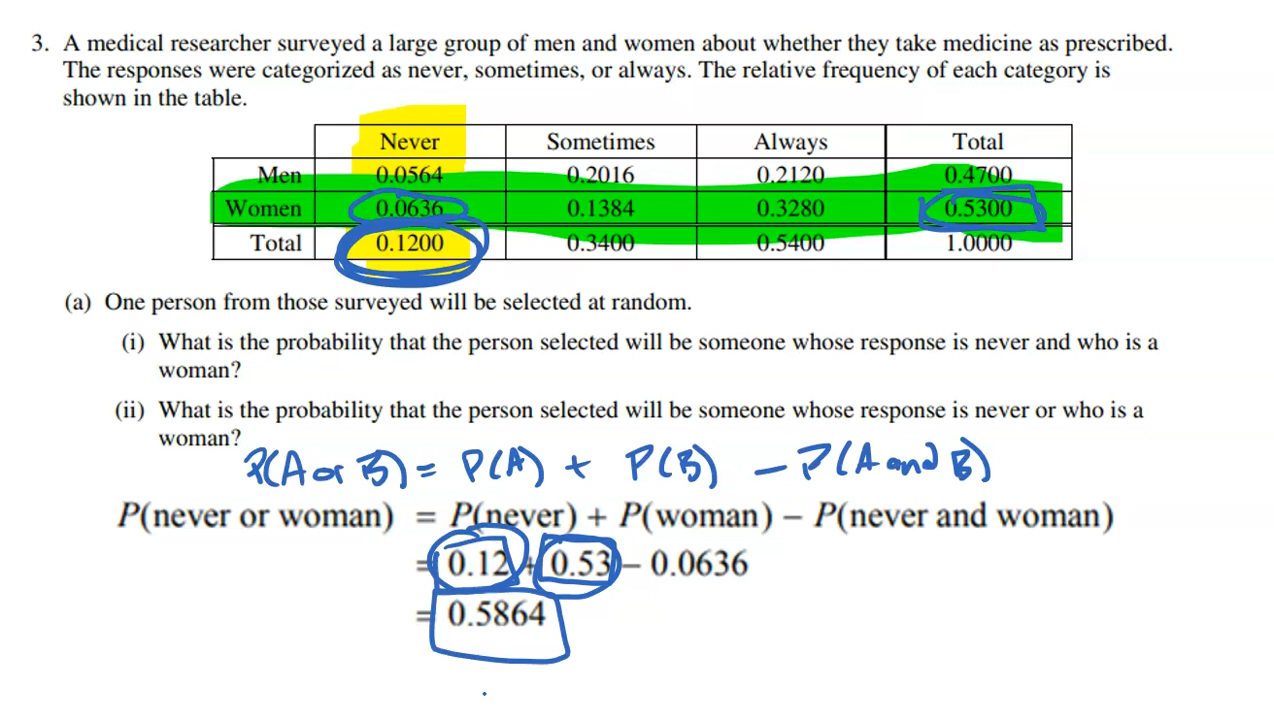 3. A medical researcher surveyed a large group of men and women about whether they take medicine as prescribed.
The responses were categorized as never, sometimes, or always. The relative frequency of each category is
shown in the table.
Never Sometimes Always Total
Men 0.0564 0.2016 0.2120 0.4700
Women 0.0636 0.1384 0.3280 0.5300
Total 0.1200 0.3400 0.5400 1.0000
(a) One person from those surveyed will be selected at random.
(i) What is the probability that the person selected will be someone whose response is never and who is a
woman?
(ii) What is the probability that the person selected will be someone whose response is never or who is a
woman?
P(A or B) = P(A) + P(B) - P(A and B)
P(never or woman) = P(never) + P(woman) − P(never and woman)
= 0.12 + 0.53 − 0.0636
= 0.5864